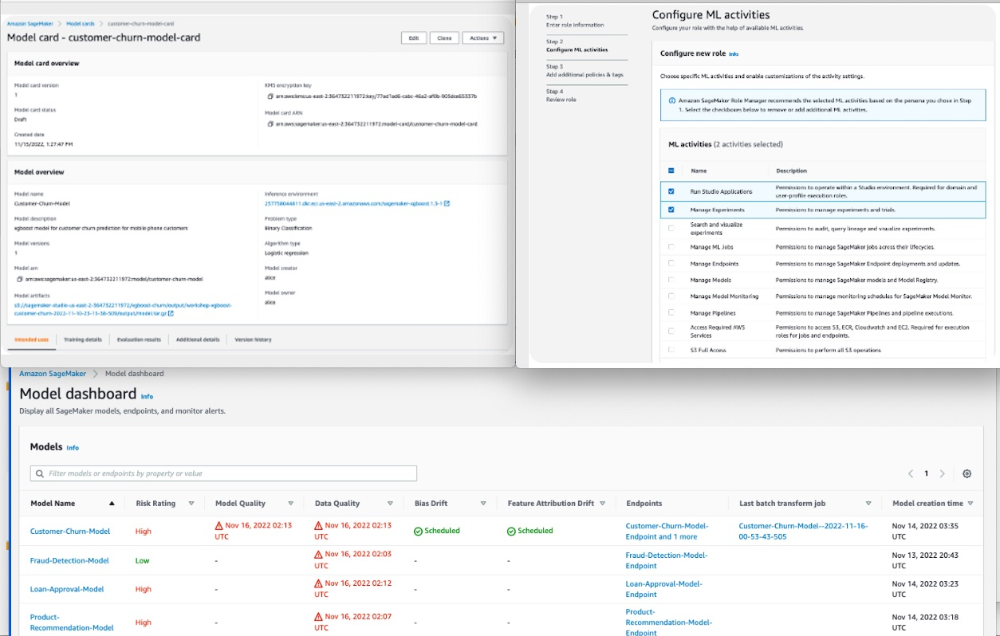 Amazon SageMaker > Model cards > customer-churn-model-card
Model card - customer-churn-model-card
Edit
Clone
Actions
Model card overview
Model card version
1
Model card status
Draft
Created date
11/15/2022, 1:27:47 PM
KMS encryption key
Model card ARN
arn:aws:sagemaker:us-east-2:364732211972:model-card/customer-churn-model-card
Model overview
Model name
Customer-Churn-Model
Model description
xgboost model for customer churn prediction for mobile phone customers
Model versions
1
Model arn
arn:aws:sagemaker:us-east-2:364732211972:model/customer-churn-model
Model artifacts
s3://sagemaker-studio-us-east-2-364732211972/xgboost-churn/output/workshop-xgboost-
customer-churn-2022-11-10-23-13-38-509/output/model.tar.gz
Inference environment
257758044811.dkr.ecr.us-east-2.amazonaws.com/sagemaker-xgboost:1.3-1
Problem type
Binary Classification
Algorithm type
Logistic regression
Model creator
alice
Model owner
alice
Intended uses
Training details
Evaluation results
Additional details
Version history
Step 1
Enter role information
Step 2
Configure ML activities
Step 3
Add additional policies & tags
Step 4
Review role
Configure ML activities
Configure your role with the help of available ML activities.
Configure new role Info
Choose specific ML activities and enable customizations of the activity settings.
Amazon SageMaker Role Manager recommends the selected ML activities based on the persona you chose in Step
1. Select the checkboxes below to remove or add additional ML activities.
ML activities (2 activities selected)
Name Description
Run Studio Applications
Permissions to operate within a Studio environment. Required for domain and
user-profile execution roles.
Manage Experiments Permissions to manage experiments and trials.
Search and visualize
experiments
Permissions to audit, query lineage and visualize experiments.
Manage ML Jobs Permissions to manage SageMaker jobs across their lifecycles.
Manage Endpoints Permissions to manage SageMaker Endpoint deployments and updates.
Manage Models Permissions to manage SageMaker models and Model Registry.
Manage Model Monitoring Permissions to manage monitoring schedules for SageMaker Model Monitor.
Manage Pipelines Permissions to manage SageMaker Pipelines and pipeline executions.
Access Required AWS
Services
Permissions to access S3, ECR, Cloudwatch and EC2. Required for execution
roles for jobs and endpoints.
S3 Full Access Permissions to perform all S3 operations
Amazon SageMaker > Model dashboard
Model dashboard Info
Display all SageMaker models, endpoints, and monitor alerts.
Models Info
Filter models or endpoints by property or value
1
Model Name Risk Rating Model Quality Data Quality Bias Drift Feature Attribution Drift Endpoints Last batch transform job Model creation time
Customer-Churn-Model High Nov 16, 2022 02:13 Nov 16, 2022 02:13 Scheduled Scheduled Customer-Churn-Model- Customer-Churn-Model--2022-11-16- Nov 14, 2022 03:35
UTC UTC Endpoint and 1 more 00-53-43-505 UTC
Fraud-Detection-Model Low - Nov 16, 2022 02:03 - - Fraud-Detection-Model- Nov 13, 2022 20:43
UTC Endpoint UTC
Loan-Approval-Model High - Nov 16, 2022 02:12 - - Loan-Approval-Model- Nov 14, 2022 03:23
UTC Endpoint UTC
Product- High - Nov 16, 2022 02:07 - - Product- Nov 14, 2022 03:18
Recommendation-Model UTC Recommendation-Model- UTC
Endpoint